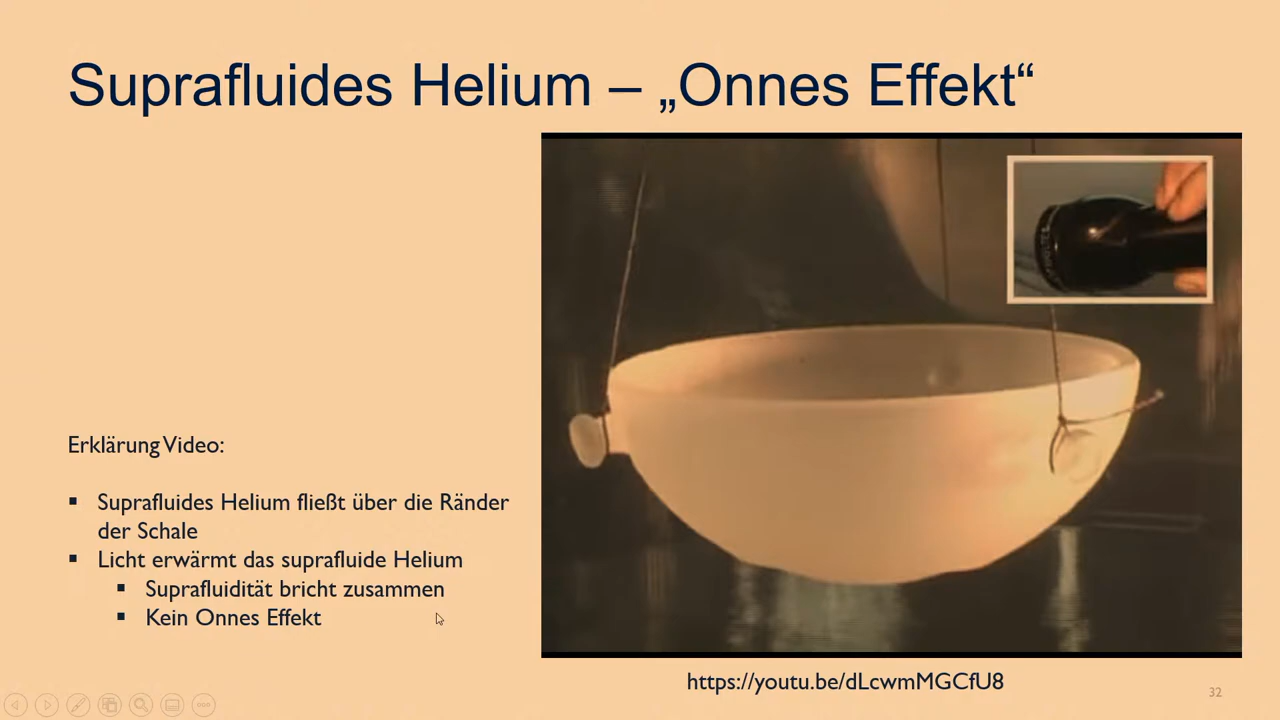 Suprafluides Helium – „Onnes Effekt“
Erklärung Video:
▪ Suprafluides Helium fließt über die Ränder
der Schale
▪ Licht erwärmt das suprafluide Helium
▪ Suprafluidität bricht zusammen
▪ Kein Onnes Effekt
https://youtu.be/dLcwmMGCfU8
32